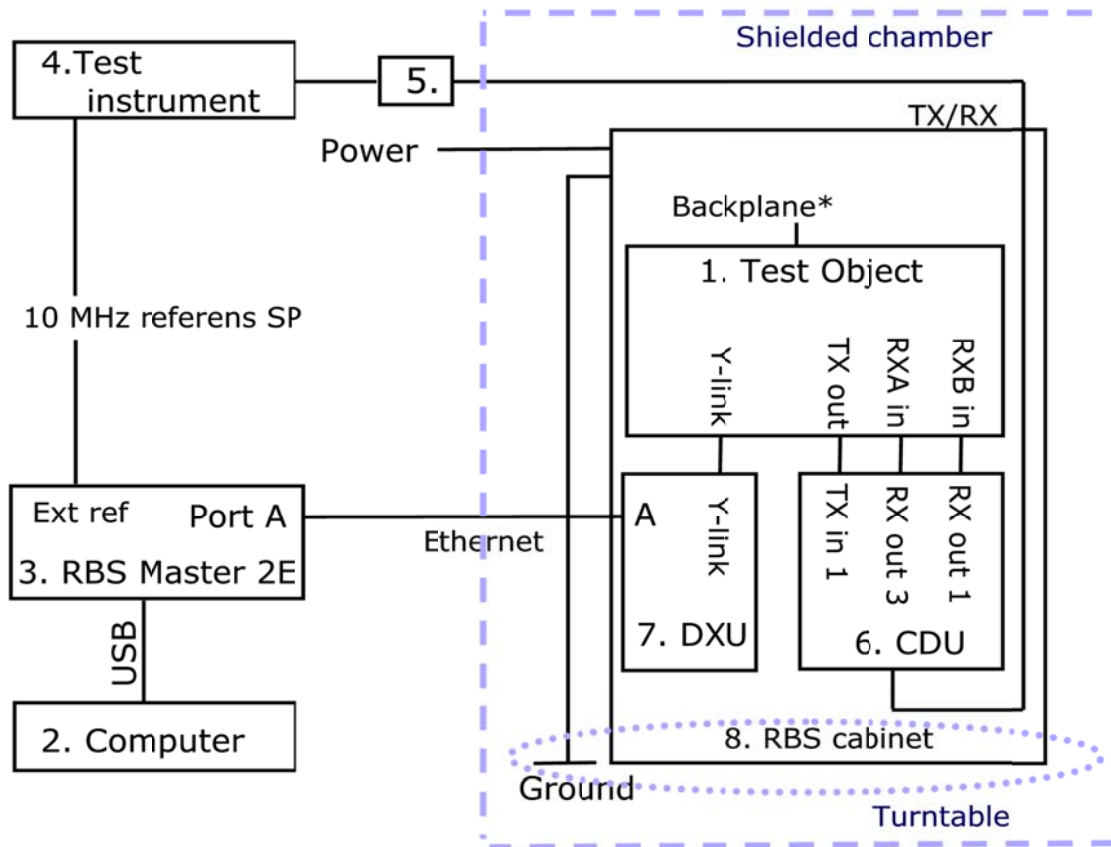 Shielded chamber
4.Test
instrument
5.
TX/RX
Power
Backplane*
1. Test Object
10 MHz referens SP
Y-link
TX out
RXA in
RXB in
Ext ref
Port A
3. RBS Master 2E
Ethernet
A
Y-link
7. DXU
TX in 1
RX out 3
RX out 1
6. CDU
USB
2. Computer
8. RBS cabinet
Ground
Turntable